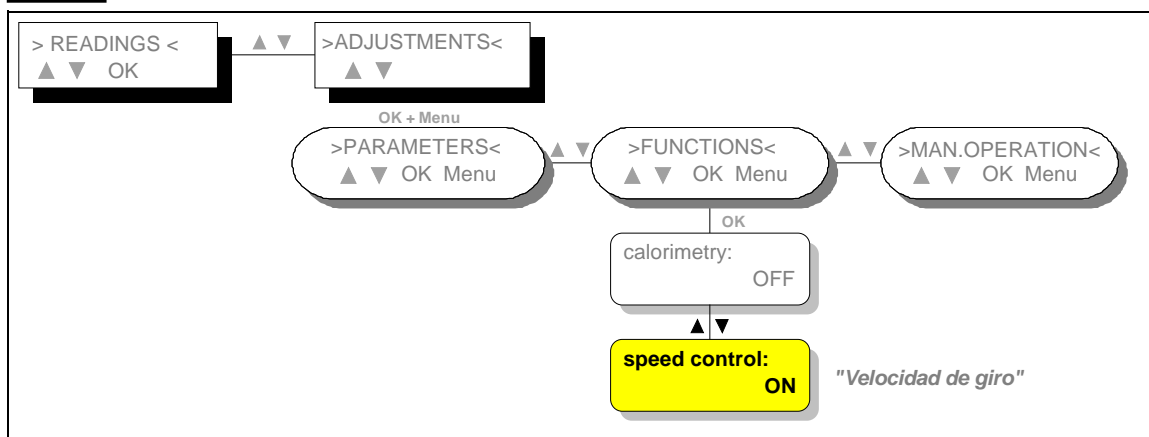 > READINGS <
▲ ▼ OK
▲ ▼
>ADJUSTMENTS<
▲ ▼
OK + Menu
>PARAMETERS<
▲ ▼ OK Menu
▲ ▼
>FUNCTIONS<
▲ ▼ OK Menu
▲ ▼
>MAN.OPERATION<
▲ ▼ OK Menu
OK
calorimetry:
OFF
▲ ▼
speed control:
ON
"Velocidad de giro"